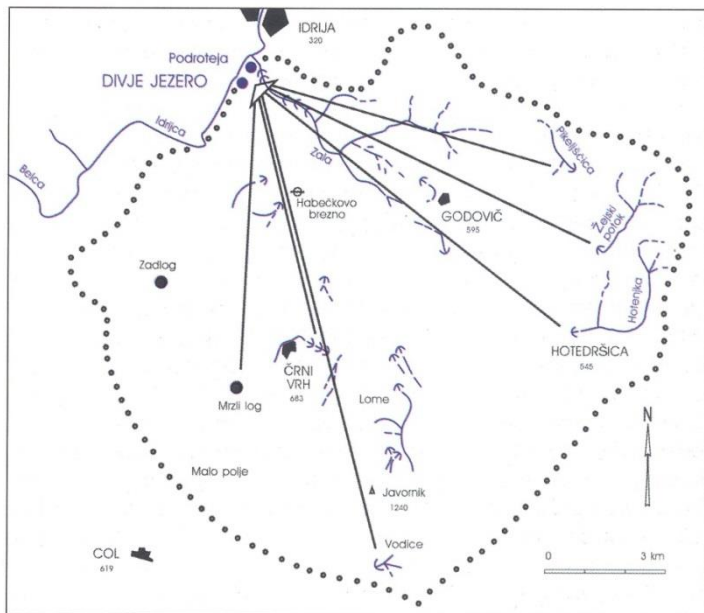 IDRIJA
320
Podroteja
DIVJE JEZERO
Idrijca
Belca
Zala
Pikeljščica
Habečkovo
brezno
GODOVIČ
595
Žejski
potok
Zadlog
Hotenjka
HOTEDRŠICA
545
ČRNI
VRH
683
Mrzli log
Lome
N
Malo polje
Javornik
1240
Vodice
COL
619
0
3 km